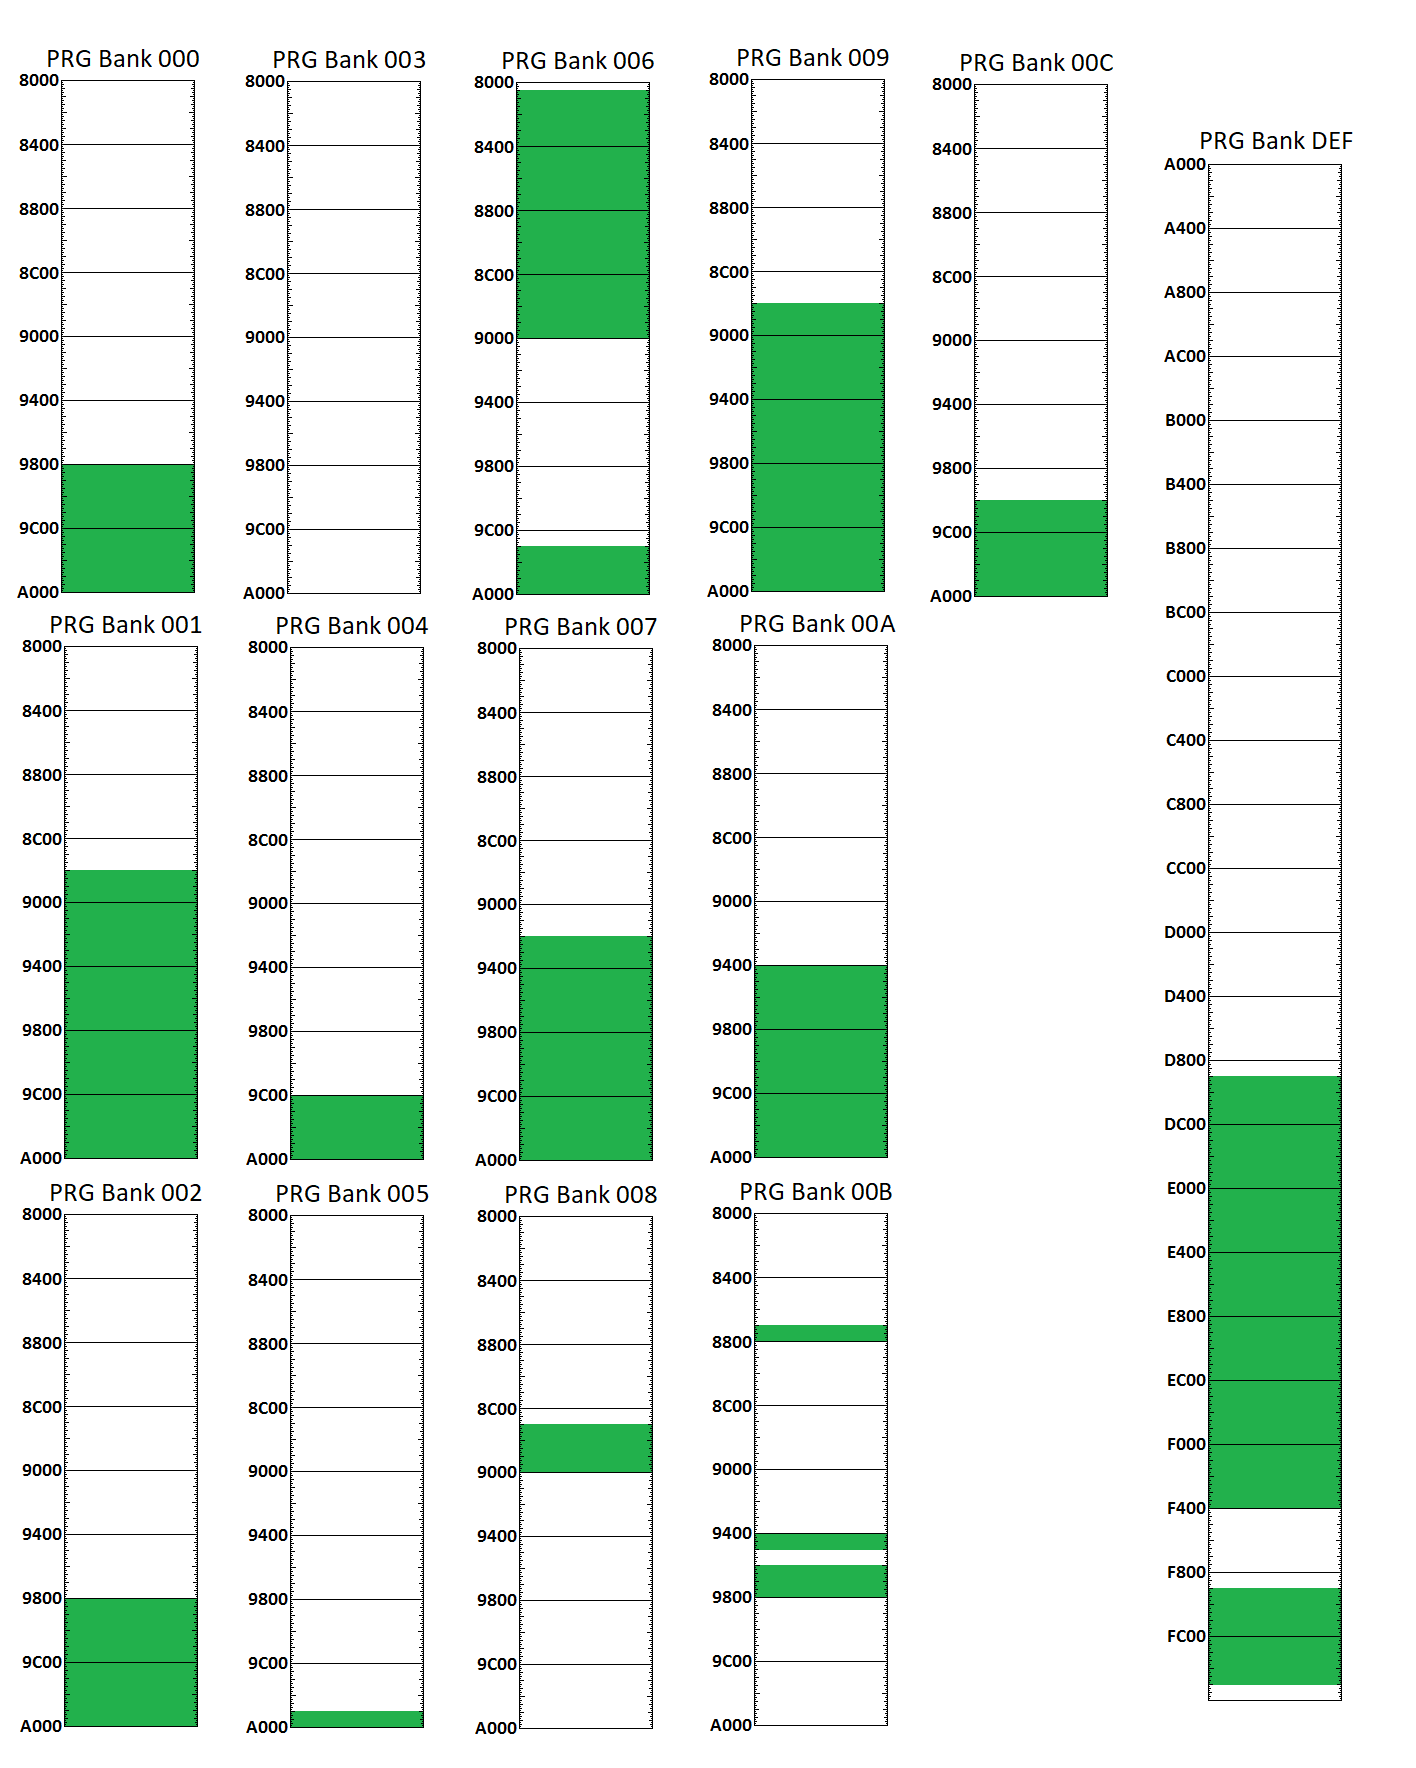 PRG Bank 000
8000
8400
8800
8C00
9000
9400
9800
9C00
A000
PRG Bank 003
8000
8400
8800
8C00
9000
9400
9800
9C00
A000
PRG Bank 006
8000
8400
8800
8C00
9000
9400
9800
9C00
A000
PRG Bank 009
8000
8400
8800
8C00
9000
9400
9800
9C00
A000
PRG Bank 00C
8000
8400
8800
8C00
9000
9400
9800
9C00
A000
PRG Bank 001
8000
8400
8800
8C00
9000
9400
9800
9C00
A000
PRG Bank 004
8000
8400
8800
8C00
9000
9400
9800
9C00
A000
PRG Bank 007
8000
8400
8800
8C00
9000
9400
9800
9C00
A000
PRG Bank 00A
8000
8400
8800
8C00
9000
9400
9800
9C00
A000
PRG Bank 002
8000
8400
8800
8C00
9000
9400
9800
9C00
A000
PRG Bank 005
8000
8400
8800
8C00
9000
9400
9800
9C00
A000
PRG Bank 008
8000
8400
8800
8C00
9000
9400
9800
9C00
A000
PRG Bank 00B
8000
8400
8800
8C00
9000
9400
9800
9C00
A000
PRG Bank DEF
A000
A400
A800
AC00
B000
B400
B800
BC00
C000
C400
C800
CC00
D000
D400
D800
DC00
E000
E400
E800
EC00
F000
F400
F800
FC00